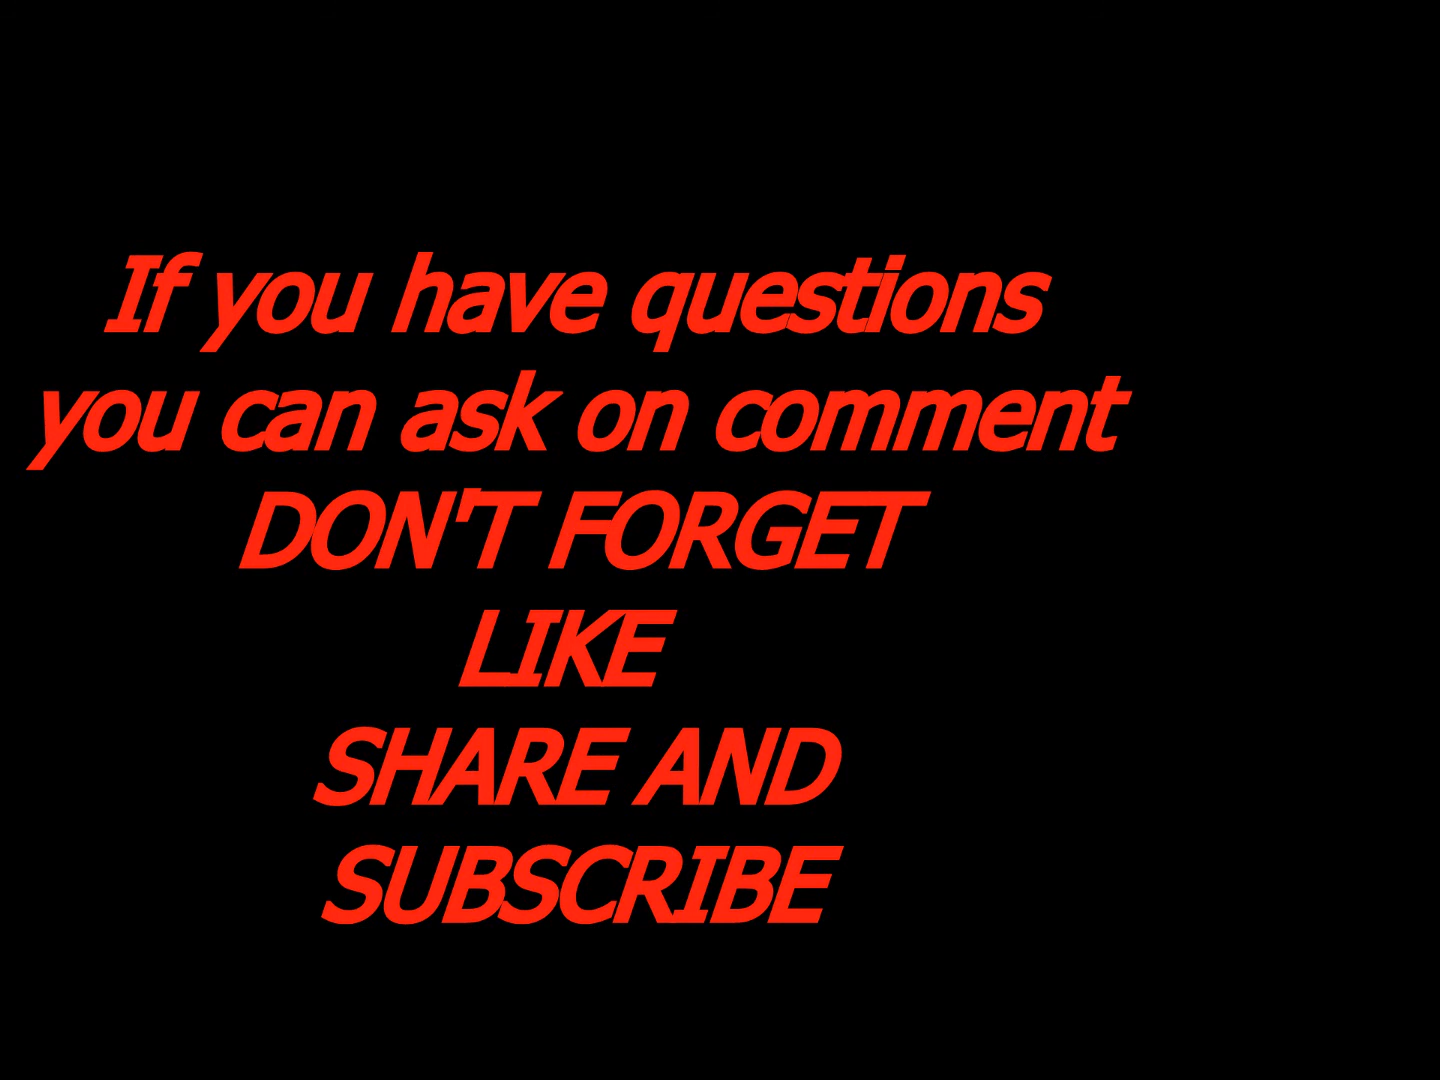 If you have questions
you can ask on comment
DON'T FORGET
LIKE
SHARE AND
SUBSCRIBE